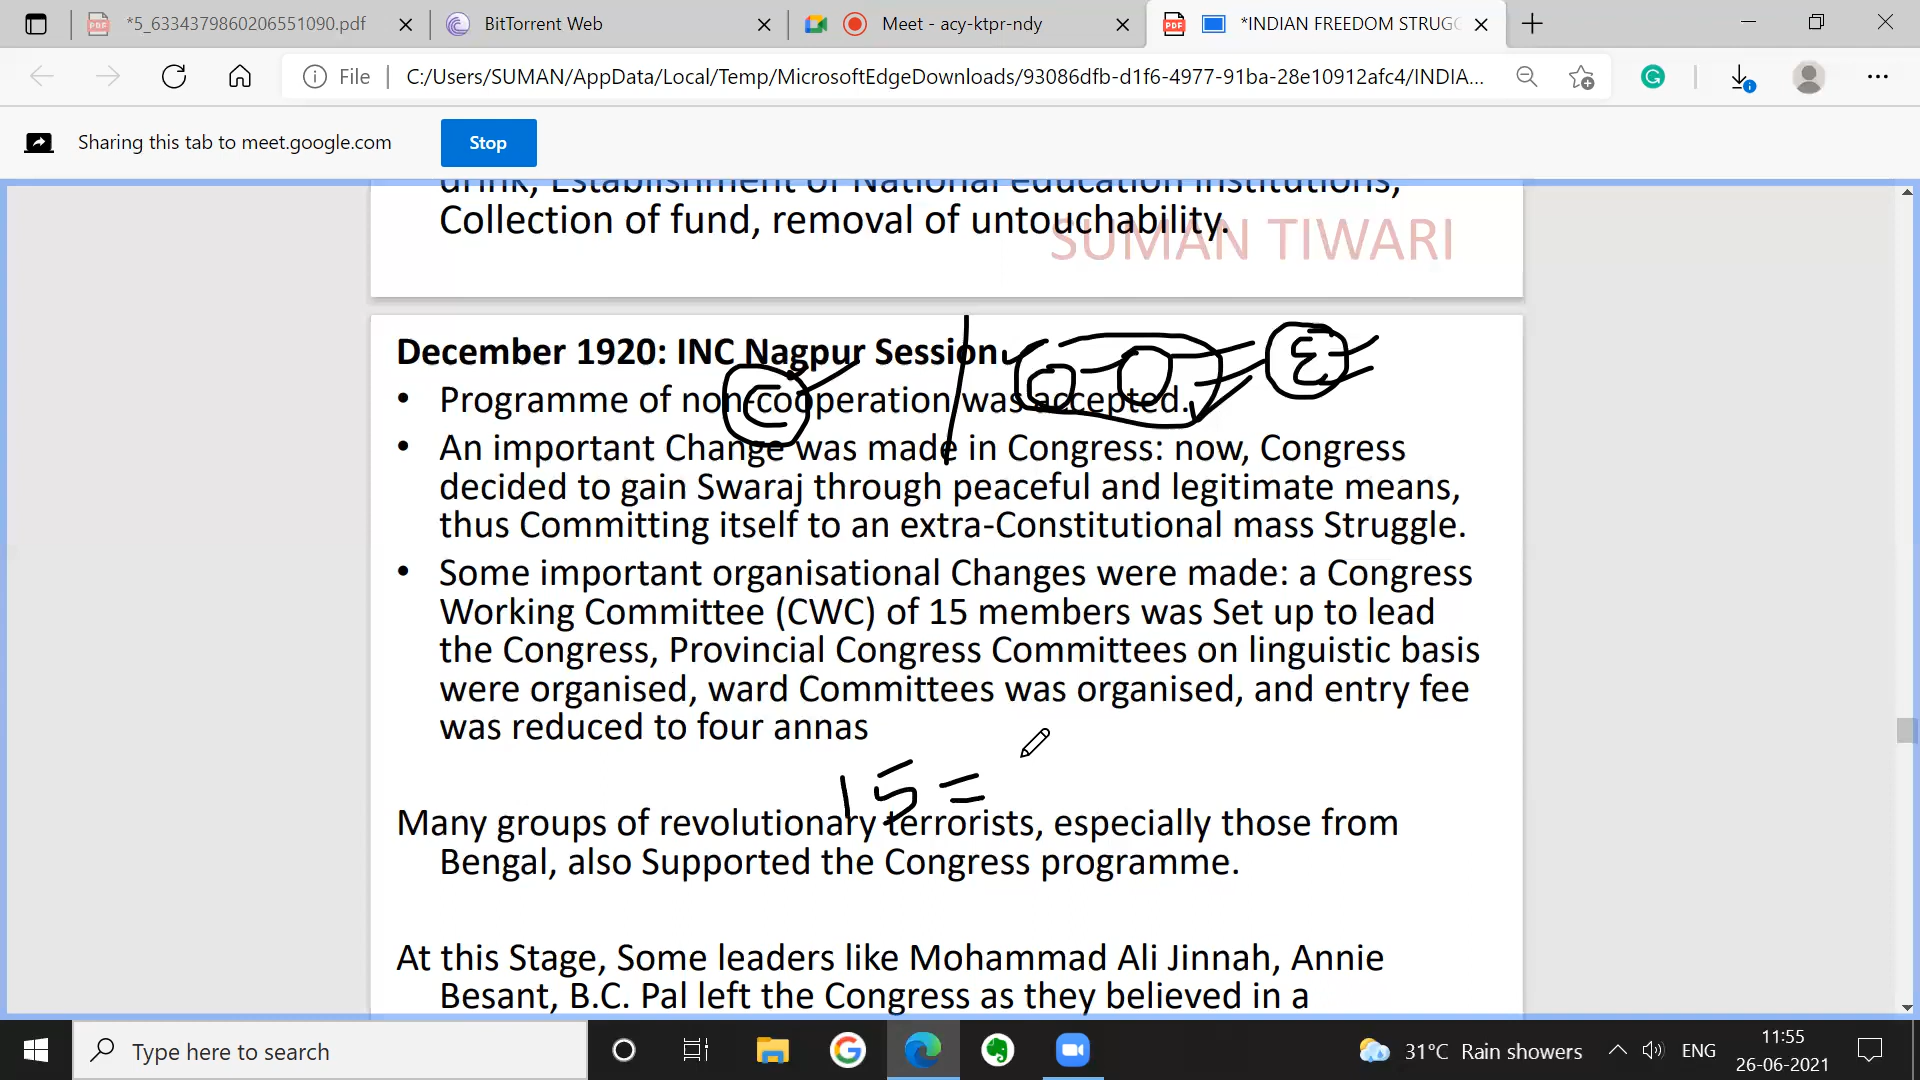 *5_6334379860206551090.pdf
BitTorrent Web
Meet - acy-ktpr-ndy
*INDIAN FREEDOM STRUGG
File
C:/Users/SUMAN/AppData/Local/Temp/MicrosoftEdgeDownloads/93086dfb-d1f6-4977-91ba-28e10912afc4/INDIA...
Sharing this tab to meet.google.com
Stop
drink, Establishment of National education institutions,
Collection of fund, removal of untouchability.
SUMAN TIWARI
December 1920: INC Nagpur Session
• Programme of non-cooperation was accepted.
• An important Change was made in Congress: now, Congress
decided to gain Swaraj through peaceful and legitimate means,
thus Committing itself to an extra-Constitutional mass Struggle.
• Some important organisational Changes were made: a Congress
Working Committee (CWC) of 15 members was Set up to lead
the Congress, Provincial Congress Committees on linguistic basis
were organised, ward Committees was organised, and entry fee
was reduced to four annas
15 =
Many groups of revolutionary terrorists, especially those from
Bengal, also Supported the Congress programme.
At this Stage, Some leaders like Mohammad Ali Jinnah, Annie
Besant, B.C. Pal left the Congress as they believed in a
Type here to search
31°C Rain showers
ENG
11:55
26-06-2021